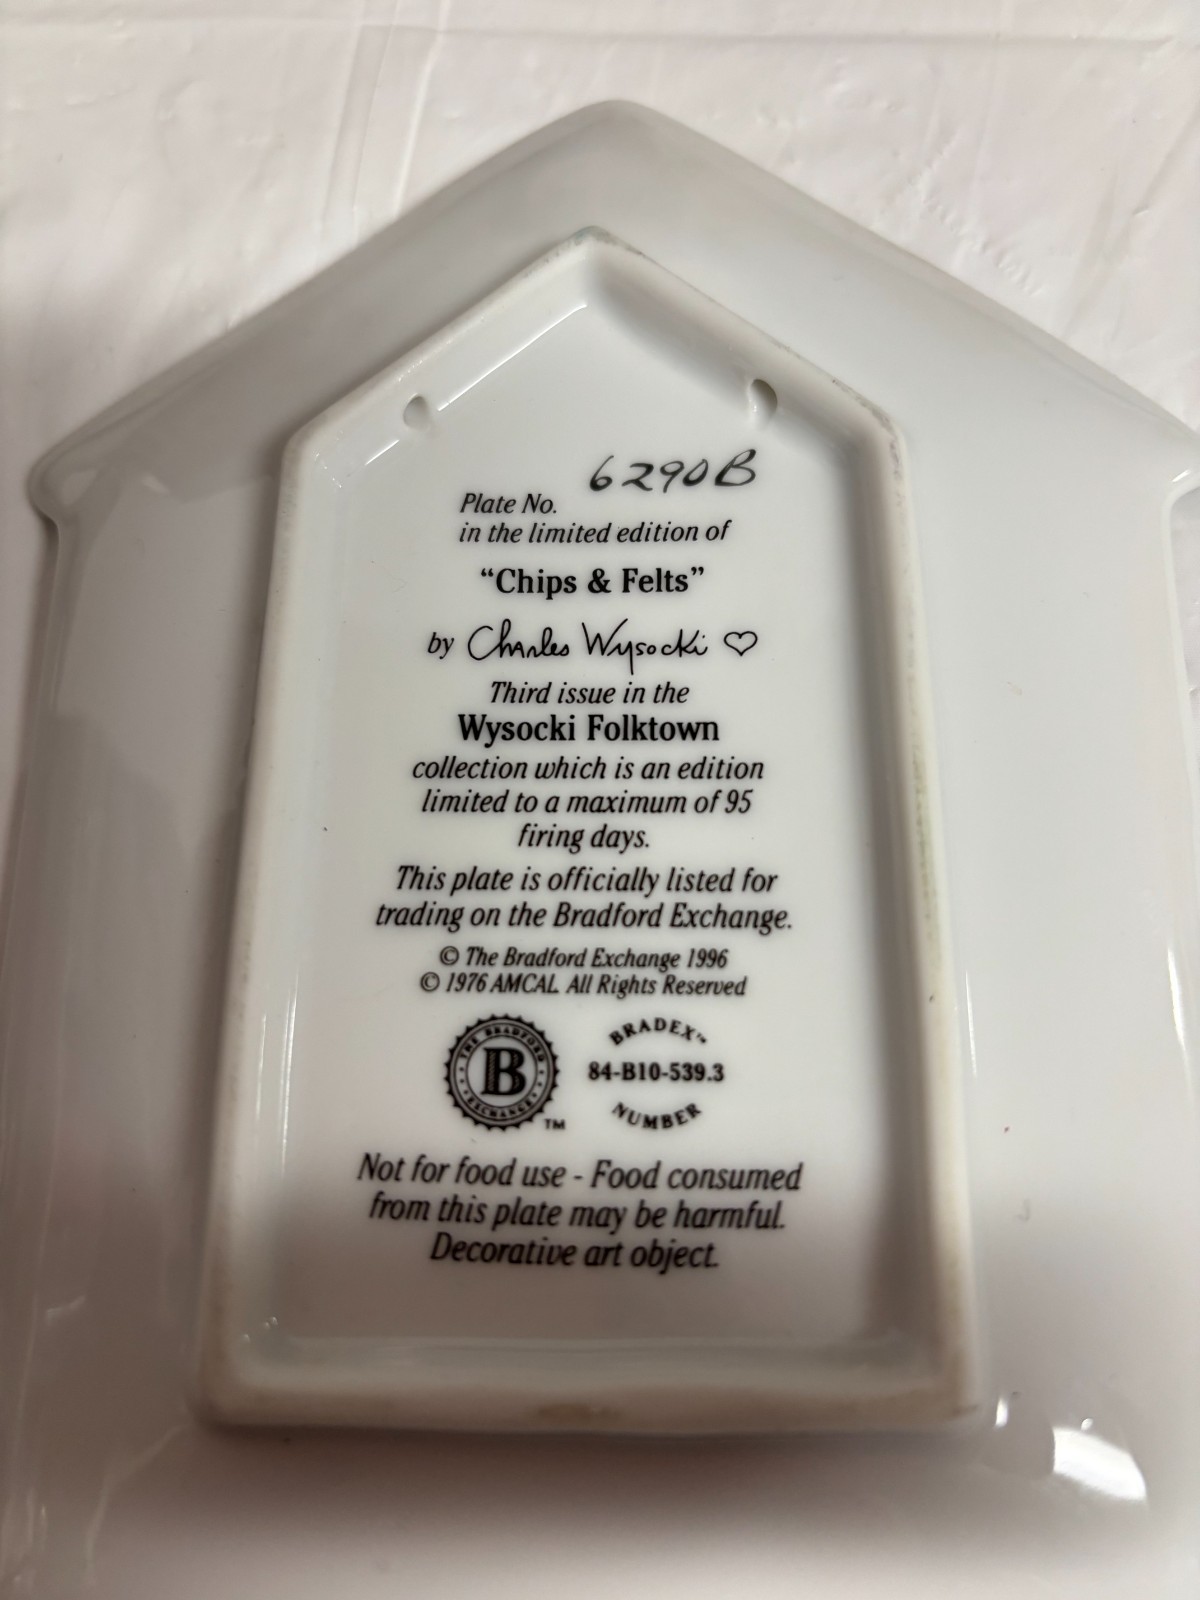 6290B
Plate No.
in the limited edition of
“Chips & Felts”
by Charles Wysocki ♡
Third issue in the
Wysocki Folktown
collection which is an edition
limited to a maximum of 95
firing days.
This plate is officially listed for
trading on the Bradford Exchange.
© The Bradford Exchange 1996
© 1976 AMCAL All Rights Reserved
THE BRADFORD
B
EXCHANGE
TM
BRADEX™
84-B10-539.3
NUMBER
Not for food use - Food consumed
from this plate may be harmful.
Decorative art object.